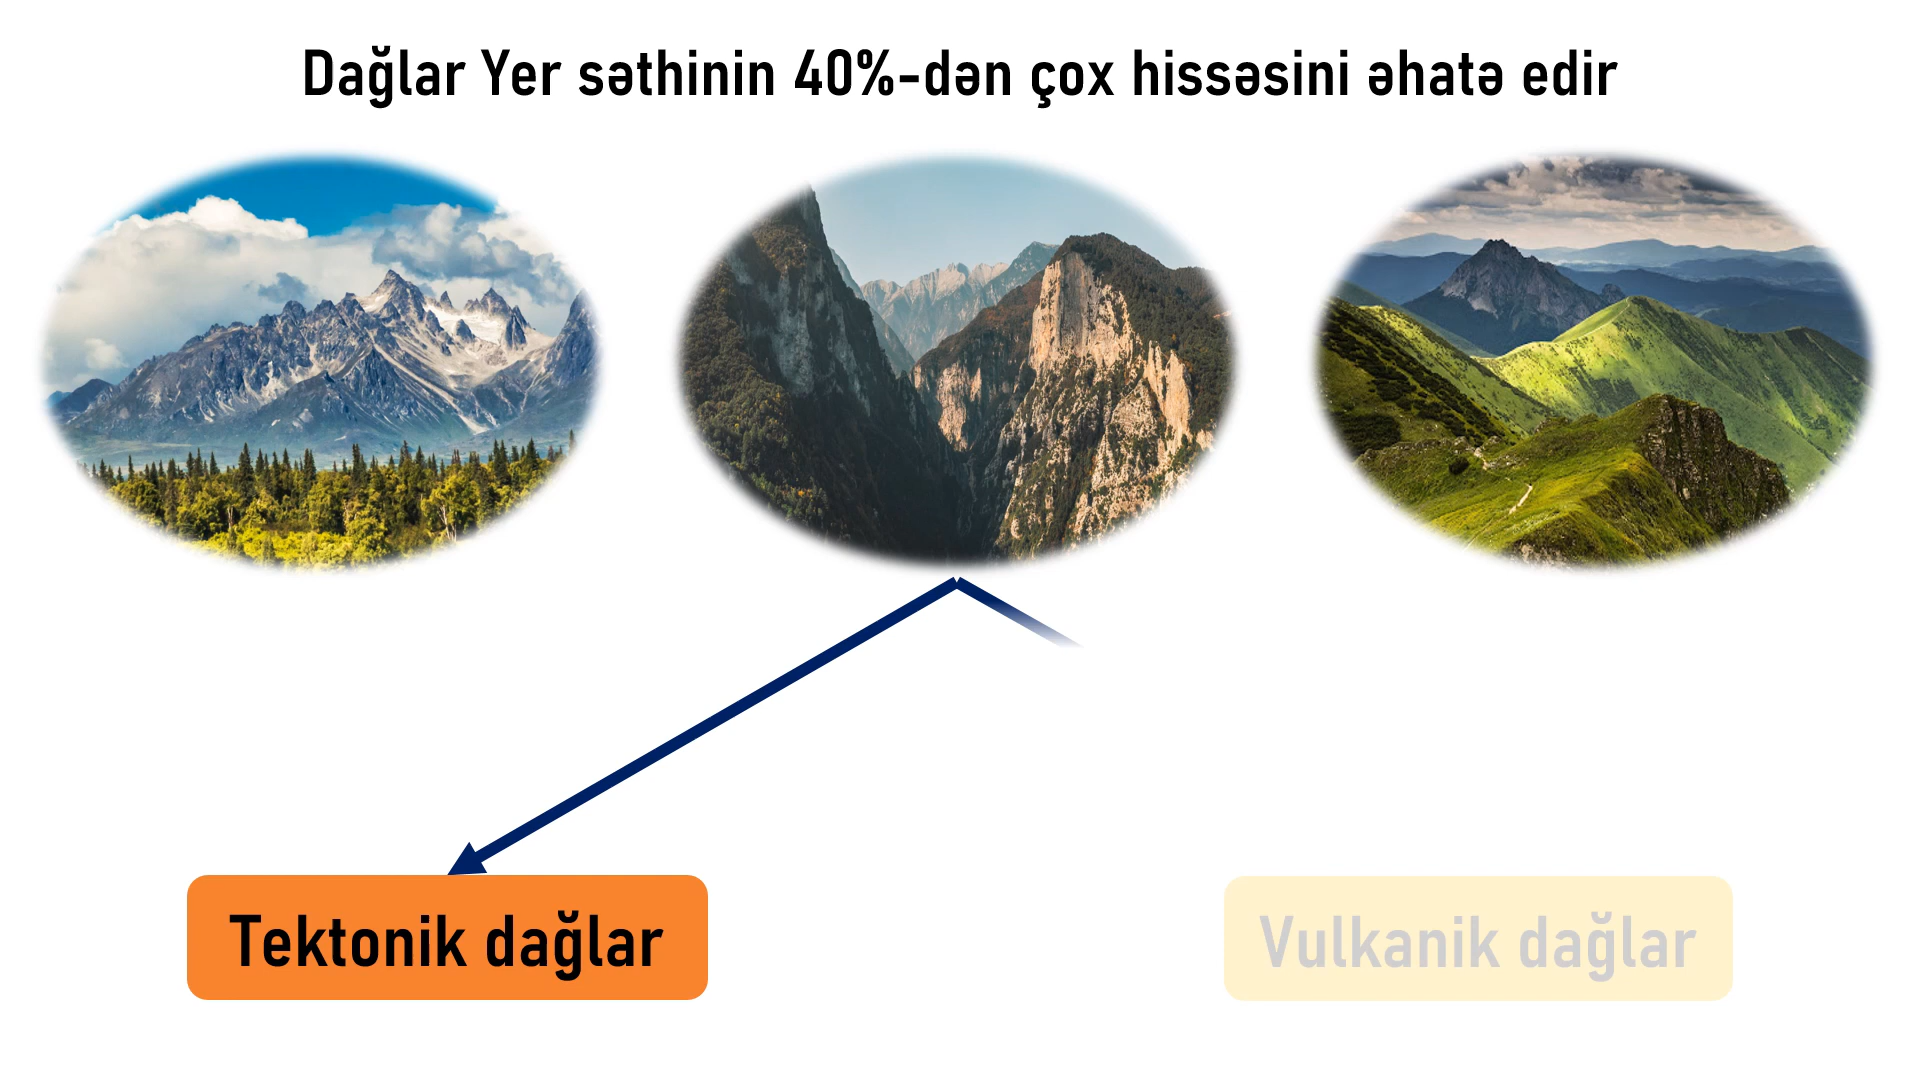 Dağlar Yer səthinin 40%-dən çox hissəsini əhatə edir
Tektonik dağlar
Vulkanik dağlar